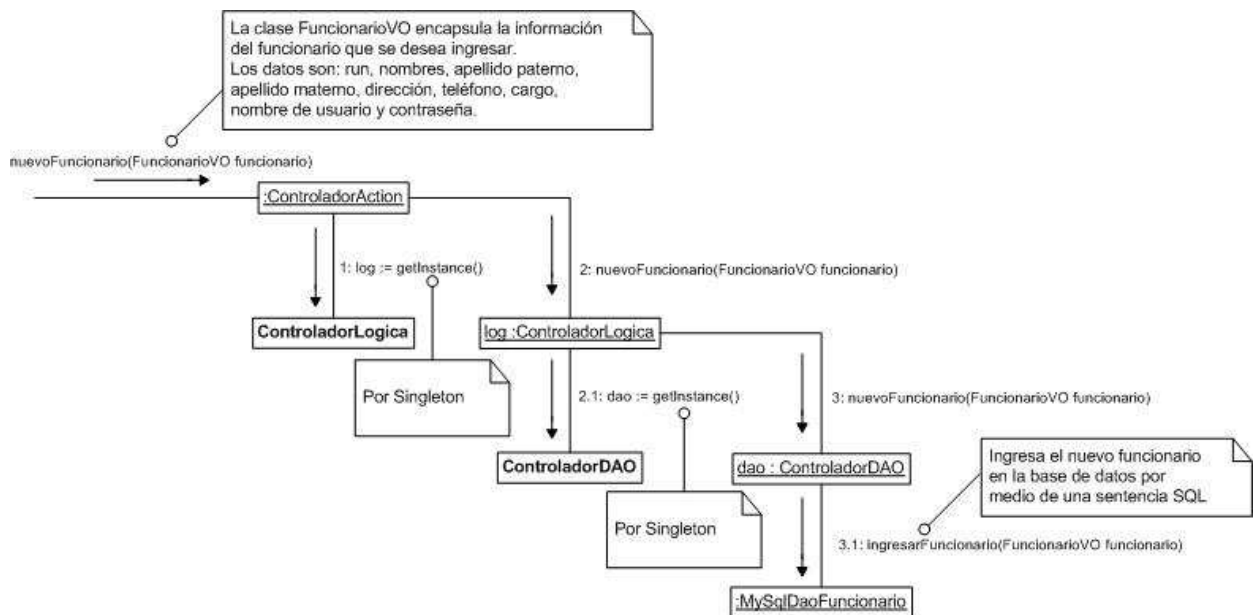 La clase FuncionarioVO encapsula la información
del funcionario que se desea ingresar.
Los datos son: run, nombres, apellido paterno,
apellido materno, dirección, teléfono, cargo,
nombre de usuario y contraseña.
nuevoFuncionario(FuncionarioVO funcionario)
:ControladorAction
1: log := getInstance()
2: nuevoFuncionario(FuncionarioVO funcionario)
ControladorLogica
log :ControladorLogica
Por Singleton
2.1: dao := getInstance()
3: nuevoFuncionario(FuncionarioVO funcionario)
ControladorDAO
dao : ControladorDAO
Ingresa el nuevo funcionario
en la base de datos por
medio de una sentencia SQL
Por Singleton
3.1: ingresarFuncionario(FuncionarioVO funcionario)
:MySqlDaoFuncionario